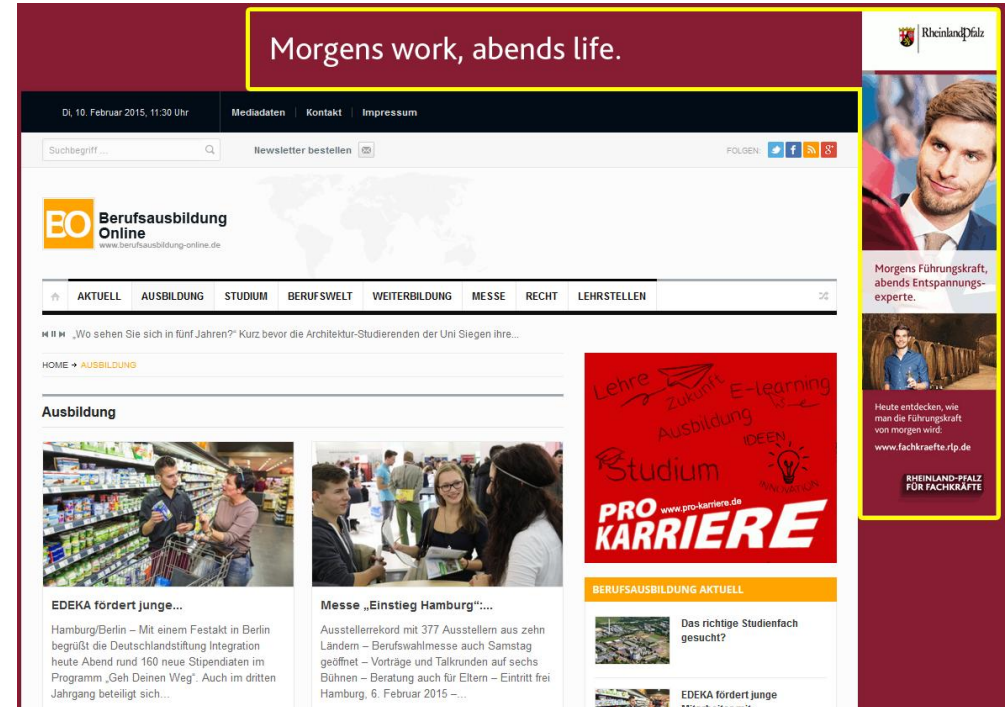 Morgens work, abends life.
RheinlandPfalz
Di, 10. Februar 2015, 11:30 Uhr
Mediadaten | Kontakt | Impressum
Suchbegriff ...
Newsletter bestellen
FOLGEN:
BO
Berufsausbildung
Online
www.berufsausbildung-online.de
AKTUELL AUSBILDUNG STUDIUM BERUFSWELT WEITERBILDUNG MESSE RECHT LEHRSTELLEN
„Wo sehen Sie sich in fünf Jahren?“ Kurz bevor die Architektur-Studierenden der Uni Siegen ihre...
HOME → AUSBILDUNG
Ausbildung
EDEKA fördert junge...
Hamburg/Berlin – Mit einem Festakt in Berlin
begrüßt die Deutschlandstiftung Integration
heute Abend rund 160 neue Stipendiaten im
Programm „Geh Deinen Weg“. Auch im dritten
Jahrgang beteiligt sich...
Messe „Einstieg Hamburg“:...
Ausstellerrekord mit 377 Ausstellern aus zehn
Ländern – Berufswahlmesse auch Samstag
geöffnet – Vorträge und Talkrunden auf sechs
Bühnen – Beratung auch für Eltern – Eintritt frei
Hamburg, 6. Februar 2015 –...
Lehre
Zukunft
E-learning
Ausbildung
IDEEN
Studium
INNOVATION
PRO www.pro-karriere.de
KARRIERE
BERUFSAUSBILDUNG AKTUELL
Das richtige Studienfach
gesucht?
EDEKA fördert junge
Morgens Führungskraft,
abends Entspannungs-
experte.
Heute entdecken, wie
man die Führungskraft
von morgen wird:
www.fachkraefte.rlp.de
RHEINLAND-PFALZ
FÜR FACHKRÄFTE